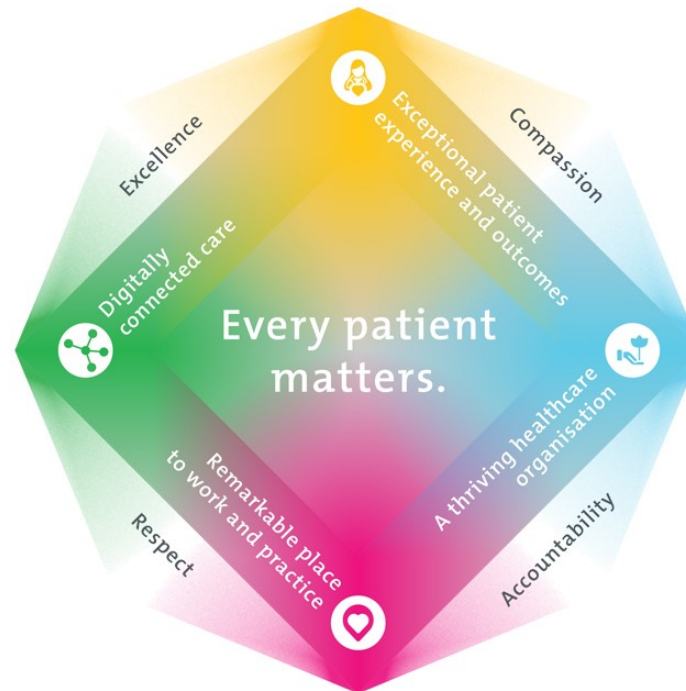 Excellence
Compassion
Exceptional patient
experience and outcomes
Digitally
connected care
Every patient
matters.
A thriving healthcare
organisation
Remarkable place
to work and practice
Respect
Accountability